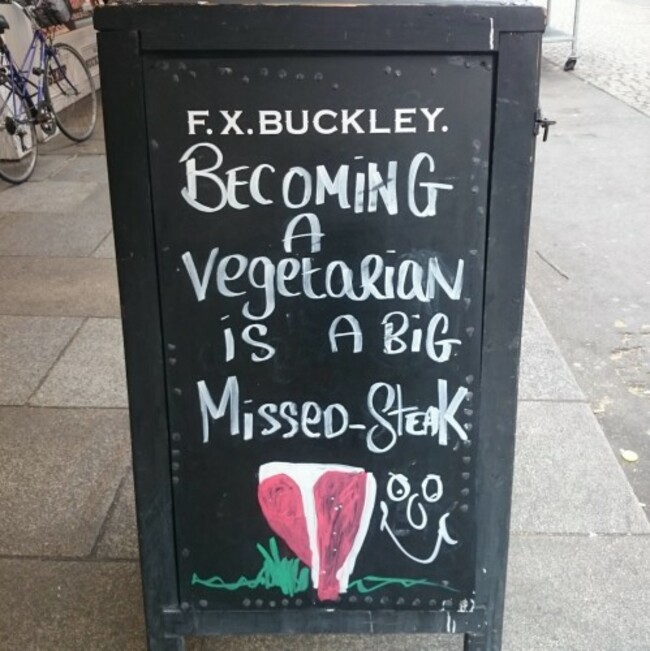 F.X.BUCKLEY.
BECOMING
A
VegetaRiAN
is A BiG
Missed-SteaK